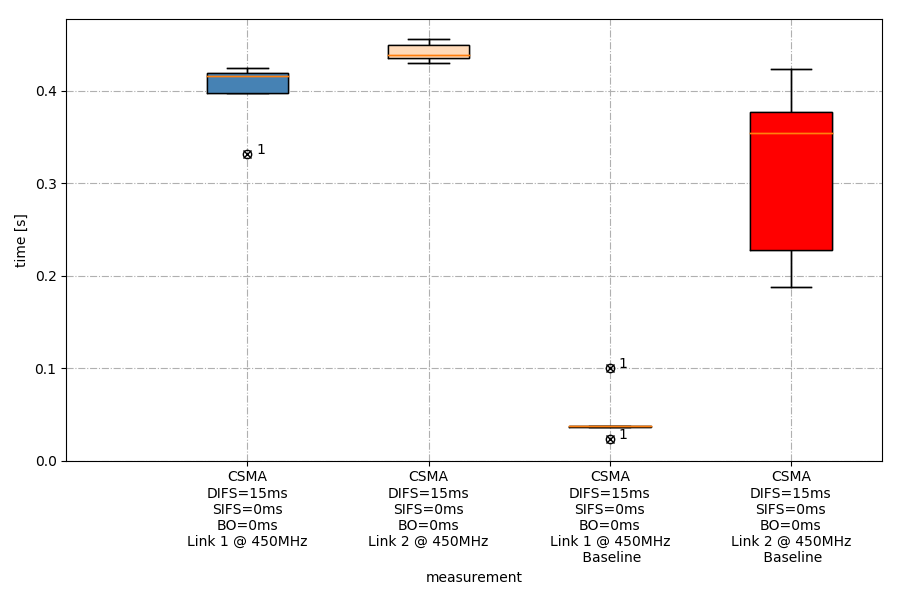 time [s]
0.4
0.3
0.2
0.1
0.0
1
1
1
CSMA
DIFS=15ms
SIFS=0ms
BO=0ms
Link 1 @ 450MHz
CSMA
DIFS=15ms
SIFS=0ms
BO=0ms
Link 2 @ 450MHz
CSMA
DIFS=15ms
SIFS=0ms
BO=0ms
Link 1 @ 450MHz
Baseline
CSMA
DIFS=15ms
SIFS=0ms
BO=0ms
Link 2 @ 450MHz
Baseline
measurement